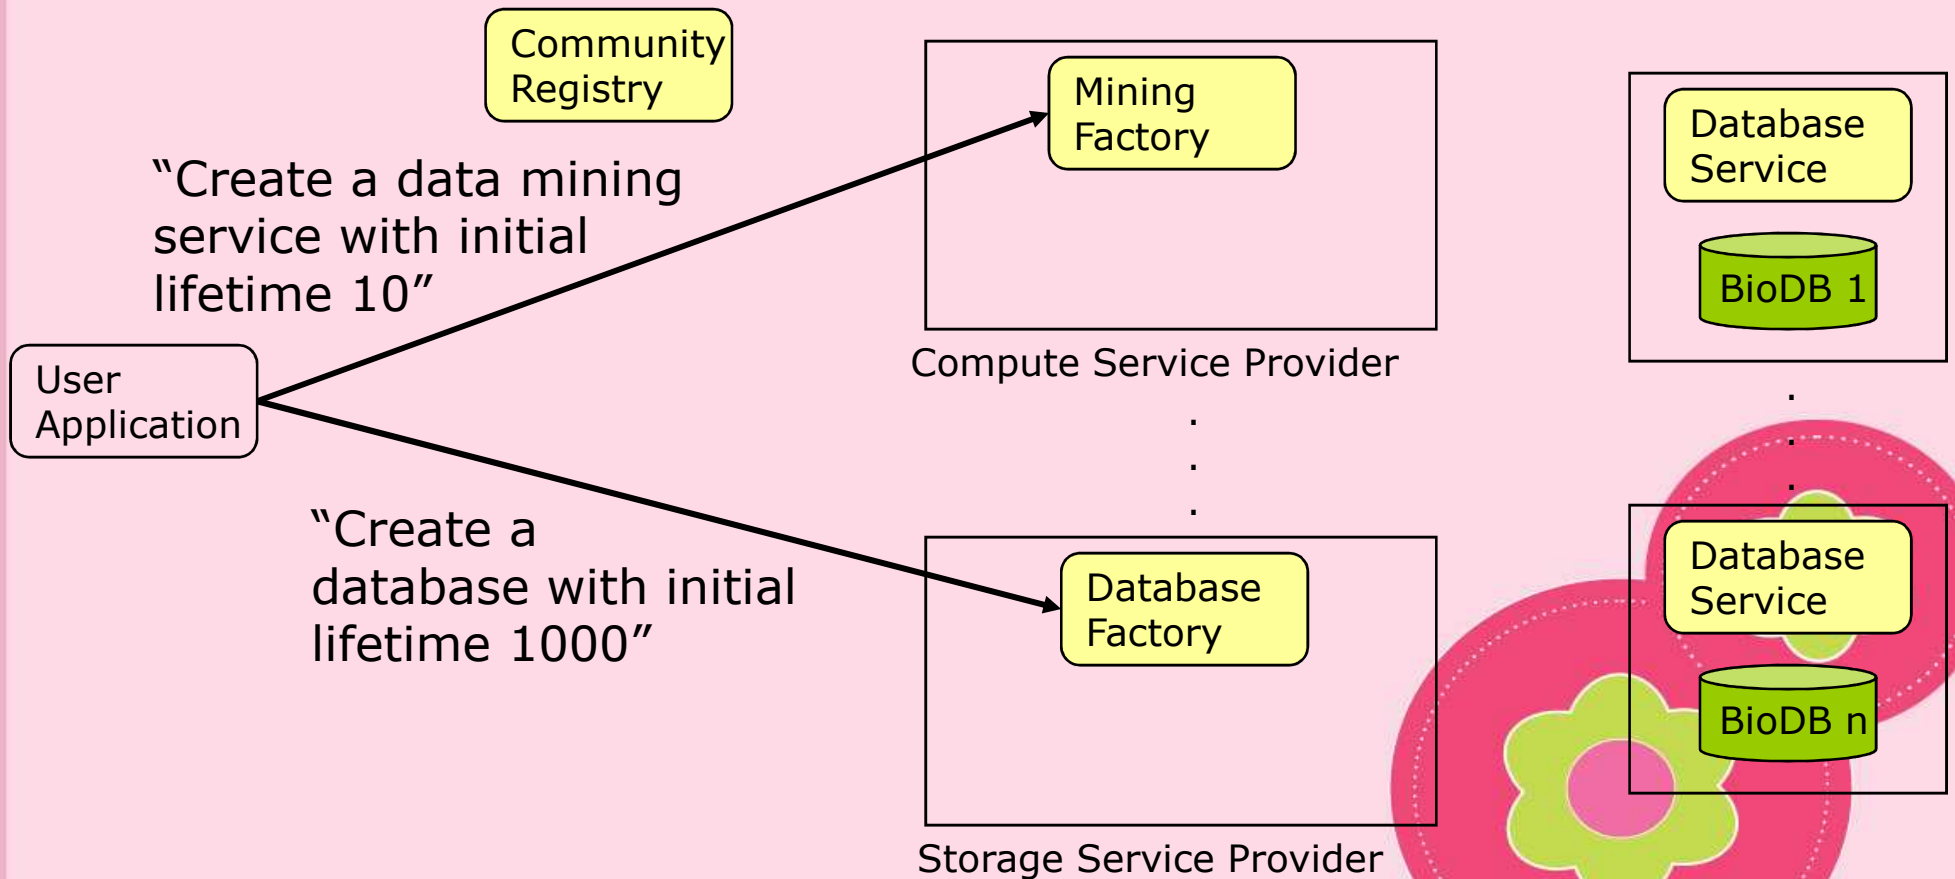 Community
Registry
Mining
Factory
Database
Service
BioDB 1
“Create a data mining
service with initial
lifetime 10”
Compute Service Provider
.
.
.
.
.
.
User
Application
“Create a
database with initial
lifetime 1000”
Database
Factory
Database
Service
BioDB n
Storage Service Provider